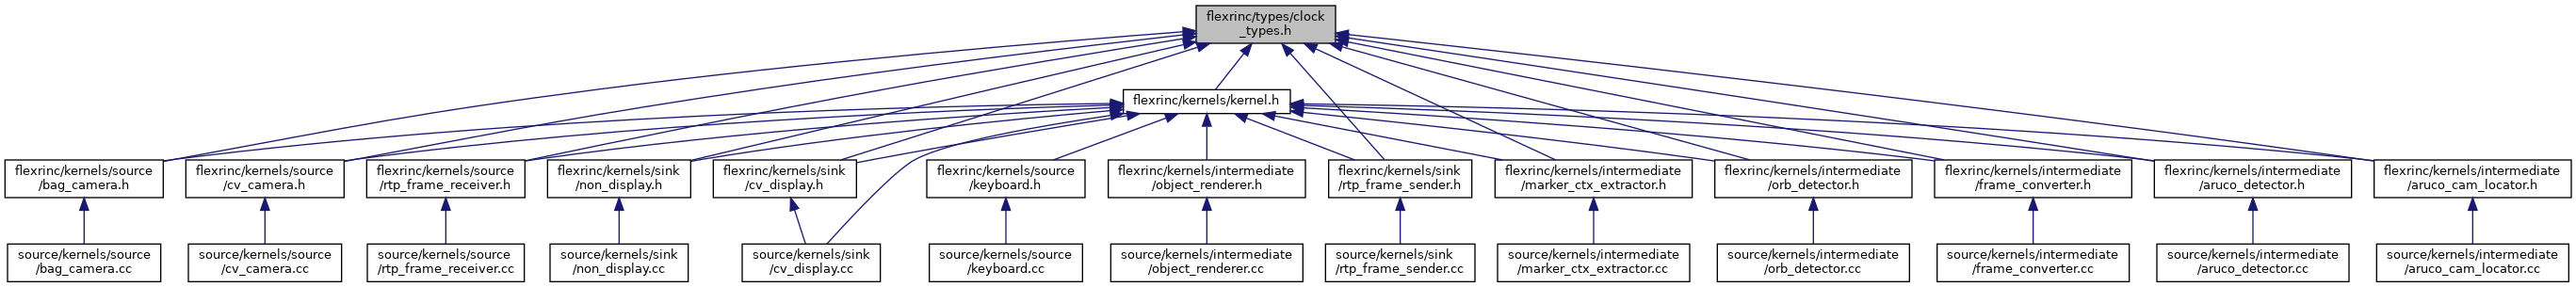 flexrinc/types/clock
_types.h
flexrinc/kernels/kernel.h
flexrinc/kernels/source
/bag_camera.h
flexrinc/kernels/source
/cv_camera.h
flexrinc/kernels/source
/rtp_frame_receiver.h
flexrinc/kernels/sink
/non_display.h
flexrinc/kernels/sink
/cv_display.h
flexrinc/kernels/source
/keyboard.h
flexrinc/kernels/intermediate
/object_renderer.h
flexrinc/kernels/sink
/rtp_frame_sender.h
flexrinc/kernels/intermediate
/marker_ctx_extractor.h
flexrinc/kernels/intermediate
/orb_detector.h
flexrinc/kernels/intermediate
/frame_converter.h
flexrinc/kernels/intermediate
/aruco_detector.h
flexrinc/kernels/intermediate
/aruco_cam_locator.h
source/kernels/source
/bag_camera.cc
source/kernels/source
/cv_camera.cc
source/kernels/source
/rtp_frame_receiver.cc
source/kernels/sink
/non_display.cc
source/kernels/sink
/cv_display.cc
source/kernels/source
/keyboard.cc
source/kernels/intermediate
/object_renderer.cc
source/kernels/sink
/rtp_frame_sender.cc
source/kernels/intermediate
/marker_ctx_extractor.cc
source/kernels/intermediate
/orb_detector.cc
source/kernels/intermediate
/frame_converter.cc
source/kernels/intermediate
/aruco_detector.cc
source/kernels/intermediate
/aruco_cam_locator.cc